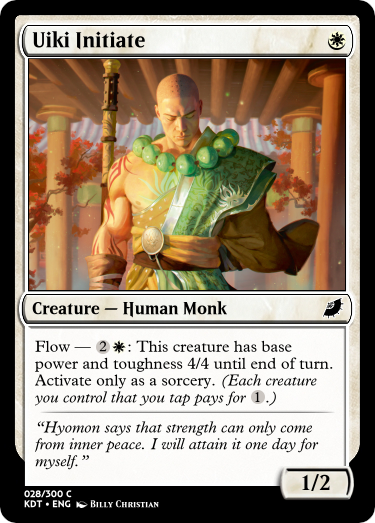 Uiki Initiate
Creature — Human Monk
Flow — 2: This creature has base
power and toughness 4/4 until end of turn.
Activate only as a sorcery. (Each creature
you control that you tap pays for 1.)
“Hyomon says that strength can only come
from inner peace. I will attain it one day for
myself.”
1/2
028/300 C
KDT • ENG Billy Christian